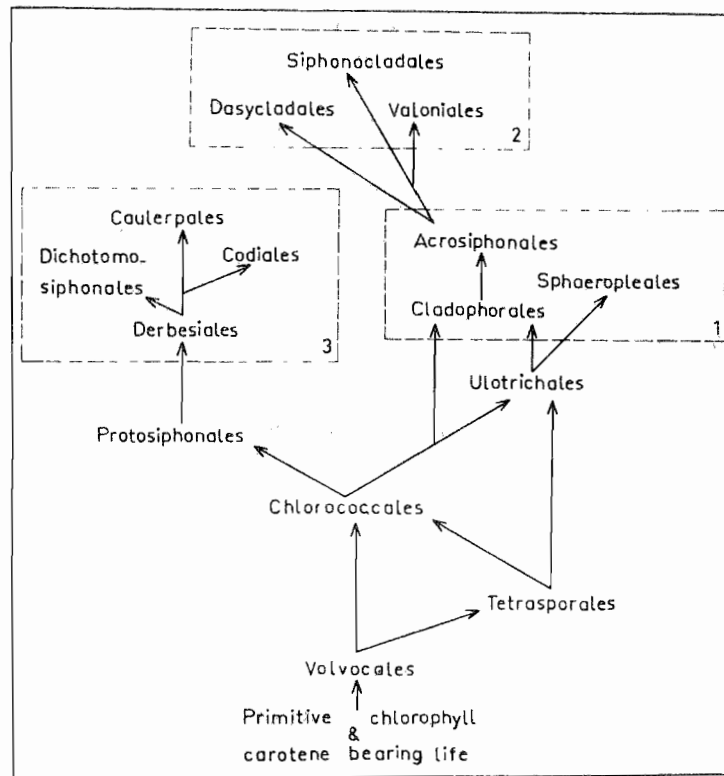 Siphonocladales
Dasycladales
Valoniales
2
Caulerpales
Dichotomo-
siphonales
Codiales
Derbesiales
3
Acrosiphonales
Sphaeropleales
Cladophorales
1
Ulotrichales
Protosiphonales
Chlorococcales
Tetrasporales
Volvocales
Primitive chlorophyll
&
carotene bearing life